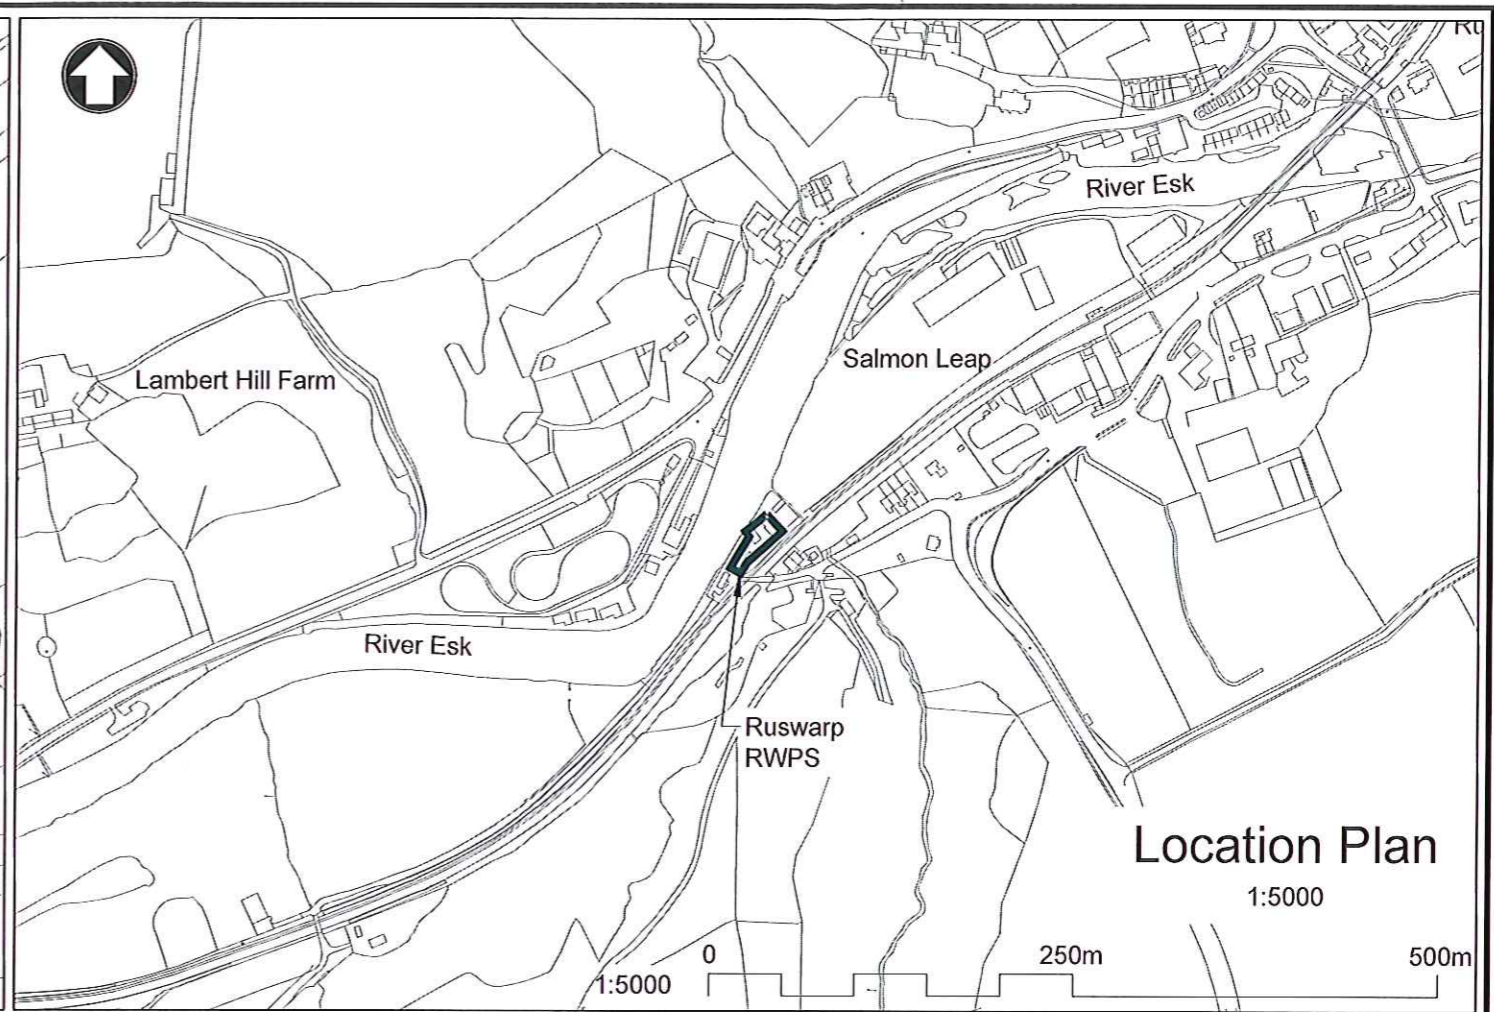 River Esk
Salmon Leap
Lambert Hill Farm
River Esk
Ruswarp
RWPS
Location Plan
1:5000
0 250m 500m
1:5000